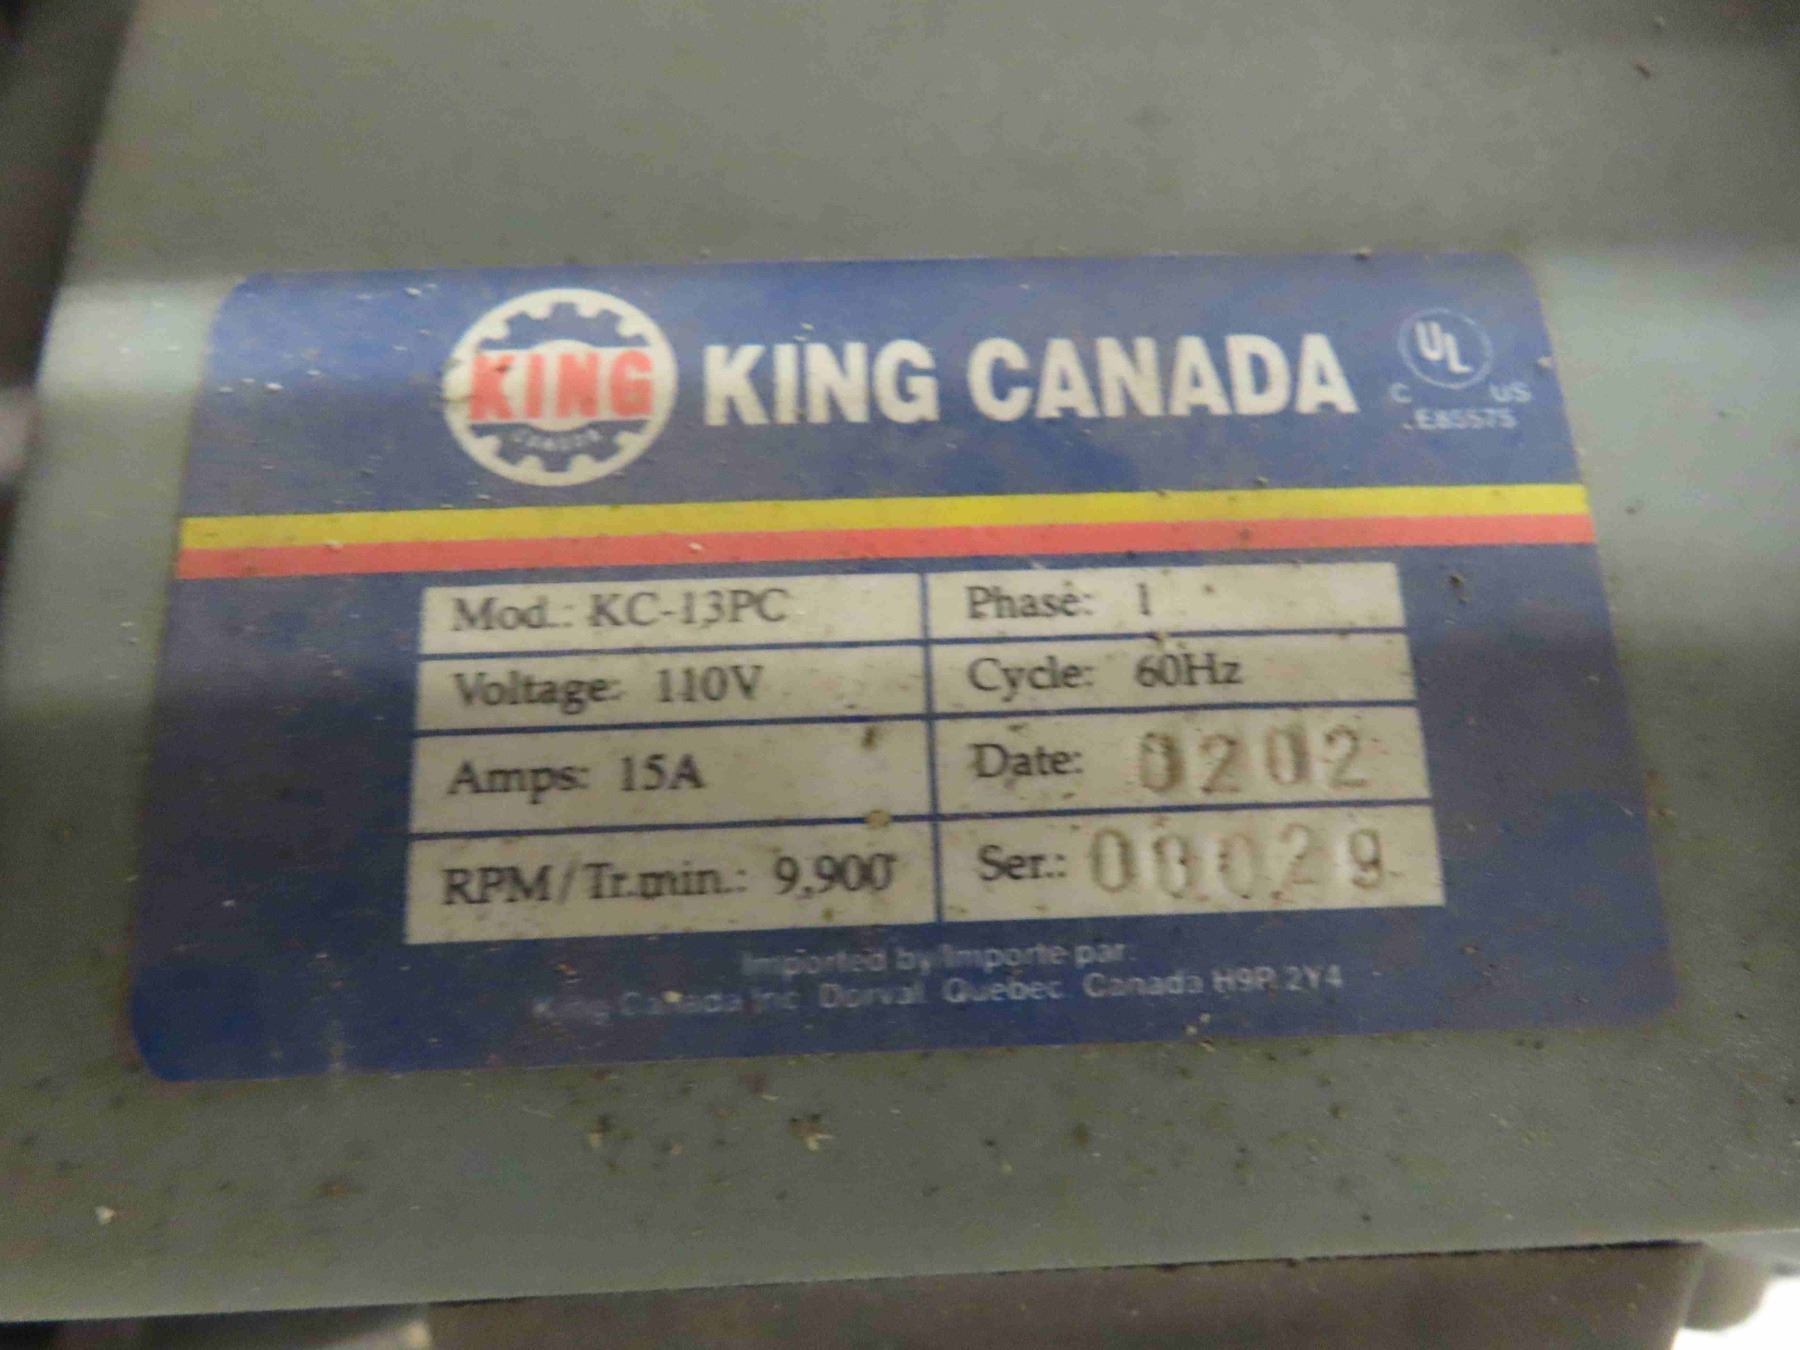 KING
CANADA
KING CANADA
UL
C US
E85575
Mod.: KC-13PC
Phase: 1
Voltage: 110V
Cycle: 60Hz
Amps: 15A
Date: 0202
RPM/Tr.min.: 9,900
Ser.: 00029
Imported by/Importe par:
King Canada Inc. Dorval Quebec Canada H9P 2Y4